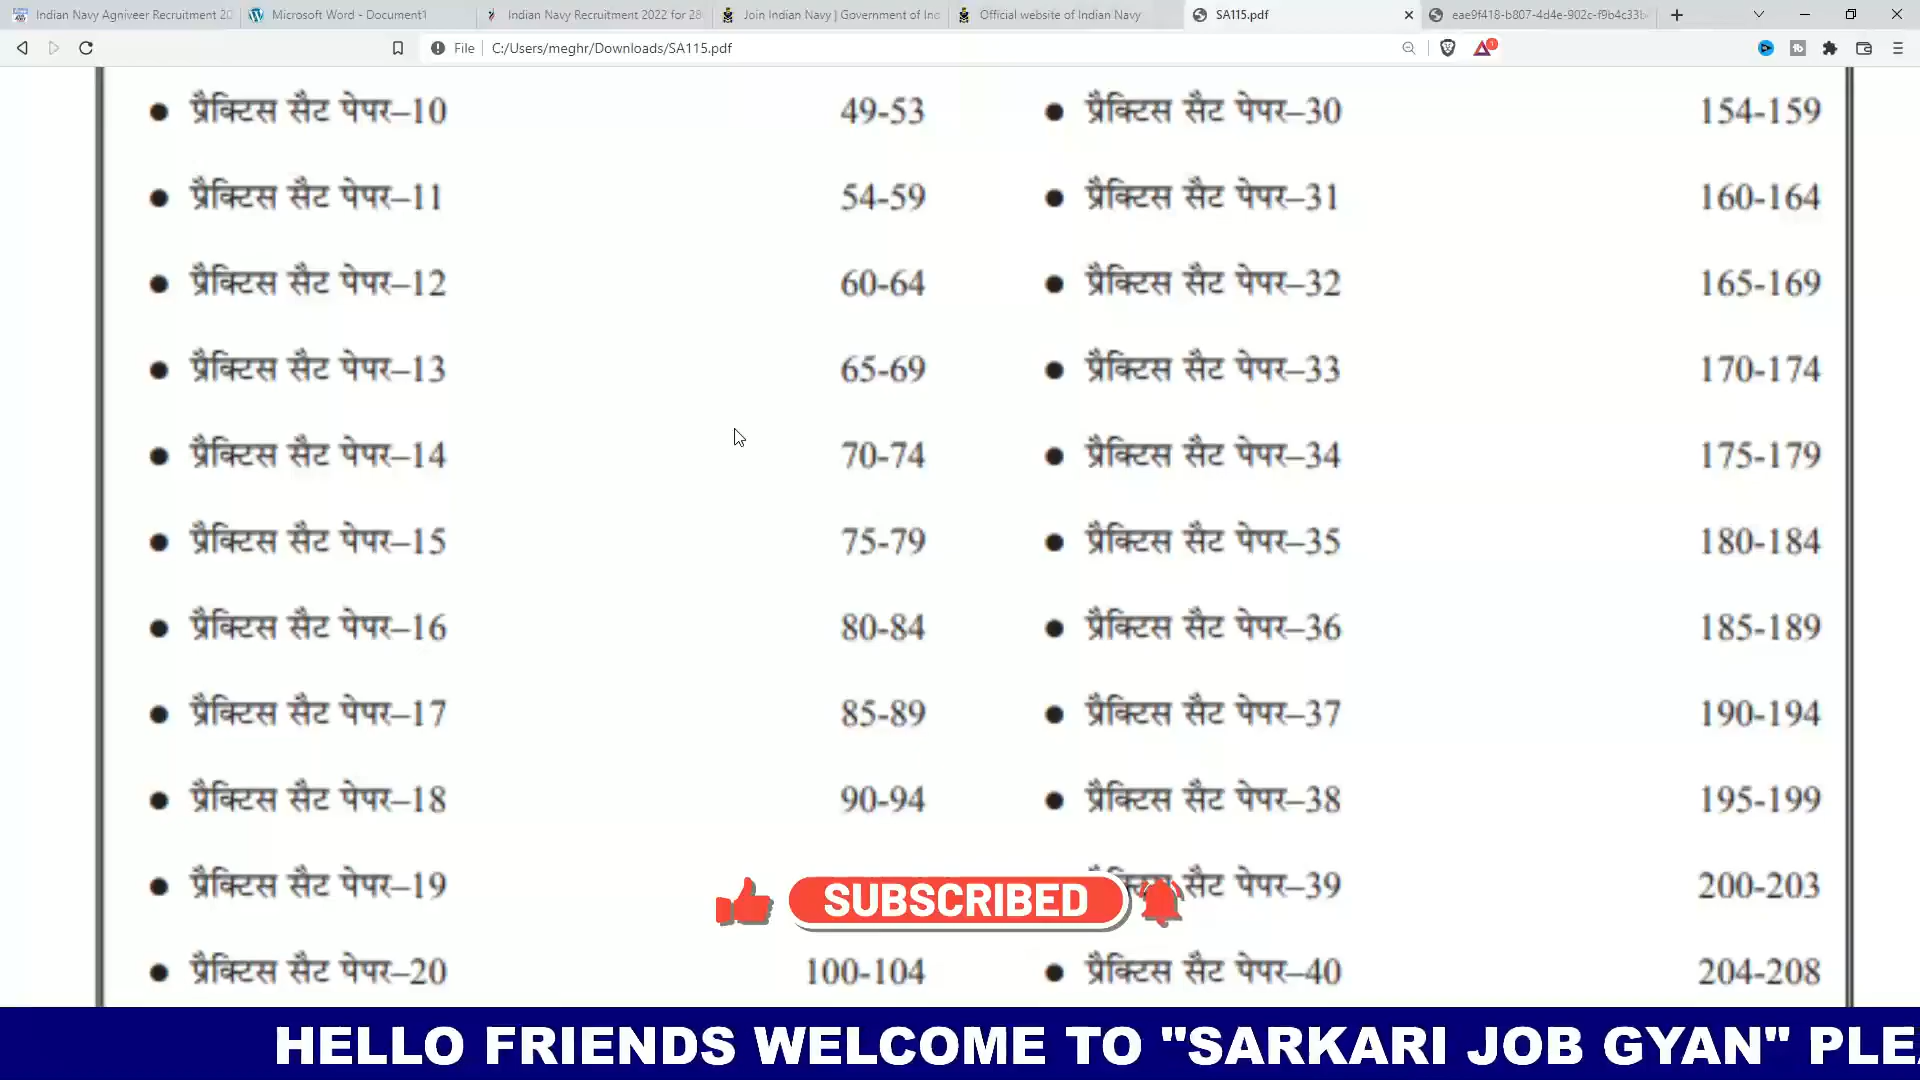 Indian Navy Agniveer Recruitment 20
Microsoft Word - Document1
Indian Navy Recruitment 2022 for 28
Join Indian Navy | Government of Ind
Official website of Indian Navy
SA115.pdf
eae9f418-b807-4d4e-902c-f9b4c33b
File
C:/Users/meghr/Downloads/SA115.pdf
● प्रैक्टिस सैट पेपर–10 49-53
● प्रैक्टिस सैट पेपर–11 54-59
● प्रैक्टिस सैट पेपर–12 60-64
● प्रैक्टिस सैट पेपर–13 65-69
● प्रैक्टिस सैट पेपर–14 70-74
● प्रैक्टिस सैट पेपर–15 75-79
● प्रैक्टिस सैट पेपर–16 80-84
● प्रैक्टिस सैट पेपर–17 85-89
● प्रैक्टिस सैट पेपर–18 90-94
● प्रैक्टिस सैट पेपर–19
● प्रैक्टिस सैट पेपर–20 100-104
● प्रैक्टिस सैट पेपर–30 154-159
● प्रैक्टिस सैट पेपर–31 160-164
● प्रैक्टिस सैट पेपर–32 165-169
● प्रैक्टिस सैट पेपर–33 170-174
● प्रैक्टिस सैट पेपर–34 175-179
● प्रैक्टिस सैट पेपर–35 180-184
● प्रैक्टिस सैट पेपर–36 185-189
● प्रैक्टिस सैट पेपर–37 190-194
● प्रैक्टिस सैट पेपर–38 195-199
सैट पेपर–39 200-203
● प्रैक्टिस सैट पेपर–40 204-208
SUBSCRIBED
HELLO FRIENDS WELCOME TO "SARKARI JOB GYAN" PLE